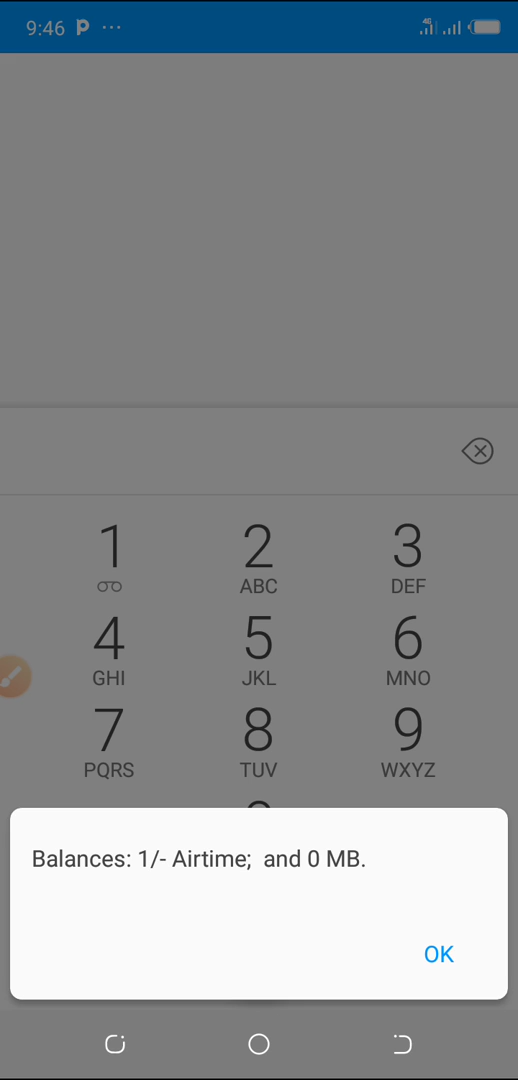 9:46 P ...
4G
1
2
3
ABC
DEF
4
5
6
GHI
JKL
MNO
7
8
9
PQRS
TUV
WXYZ
Balances: 1/- Airtime;  and 0 MB.
OK